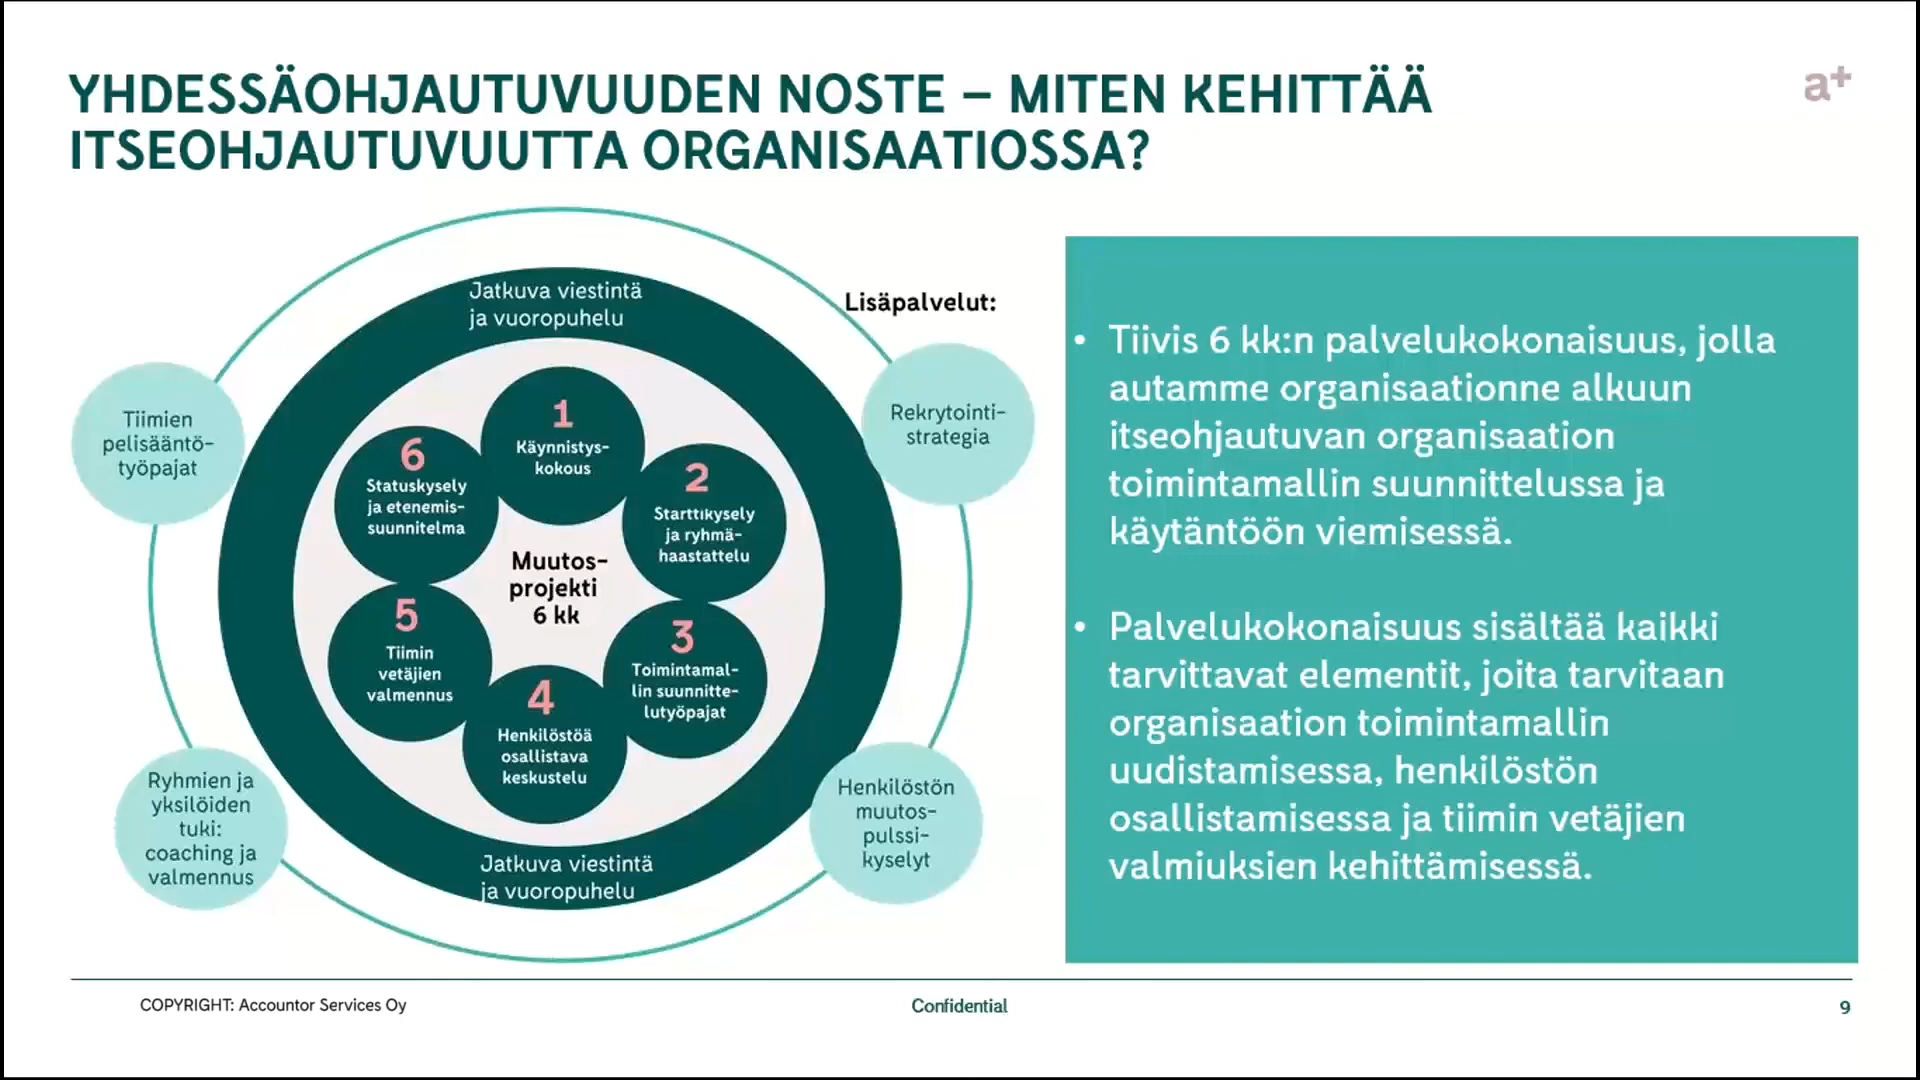 YHDESSÄOHJAUTUVUUDEN NOSTE – MITEN KEHITTÄÄ
ITSEOHJAUTUVUUTTA ORGANISAATIOSSA?
a+
Jatkuva viestintä
ja vuoropuhelu
Lisäpalvelut:
Tiimien
pelisääntö-
työpajat
Rekrytointi-
strategia
1
Käynnistys-
kokous
2
Starttikysely
ja ryhmä-
haastattelu
3
Toimintamal-
lin suunnitte-
lutyöpajat
4
Henkilöstöä
osallistava
keskustelu
5
Tiimin
vetäjien
valmennus
6
Statuskysely
ja etenemis-
suunnitelma
Muutos-
projekti
6 kk
Ryhmien ja
yksilöiden
tuki:
coaching ja
valmennus
Henkilöstön
muutos-
pulssi-
kyselyt
Jatkuva viestintä
ja vuoropuhelu
• Tiivis 6 kk:n palvelukokonaisuus, jolla
autamme organisaationne alkuun
itseohjautuvan organisaation
toimintamallin suunnittelussa ja
käytäntöön viemisessä.
• Palvelukokonaisuus sisältää kaikki
tarvittavat elementit, joita tarvitaan
organisaation toimintamallin
uudistamisessa, henkilöstön
osallistamisessa ja tiimin vetäjien
valmiuksien kehittämisessä.
COPYRIGHT: Accountor Services Oy
Confidential
9